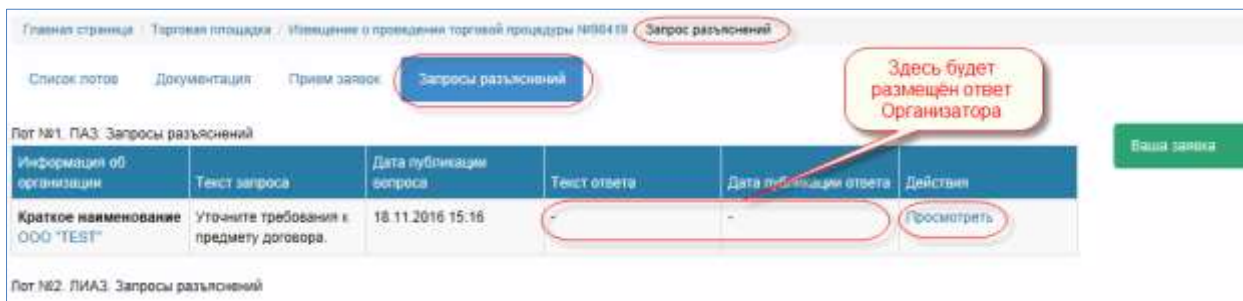 Главная страница / Торговая площадка / Извещение о проведении торговой процедуры №90419 / Запрос разъяснений
Список лотов Документация Прием заявок Запросы разъяснений
Здесь будет
размещён ответ
Организатора
Лот №1. ПАЗ. Запросы разъяснений
Ваша заявка
Информация об
организации
Текст запроса
Дата публикации
вопроса
Текст ответа
Дата публикации ответа
Действия
Краткое наименование
ООО "TEST"
Уточните требования к
предмету договора.
18.11.2016 15:16
-
-
Просмотреть
Лот №2. ЛИАЗ. Запросы разъяснений